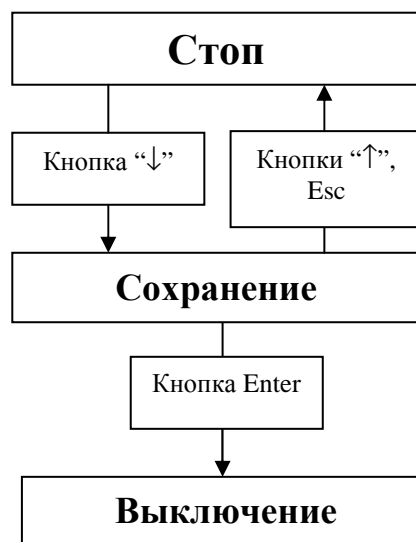 Стоп
Кнопка “↓”
Кнопки “↑”,
Esc
Сохранение
Кнопка Enter
Выключение